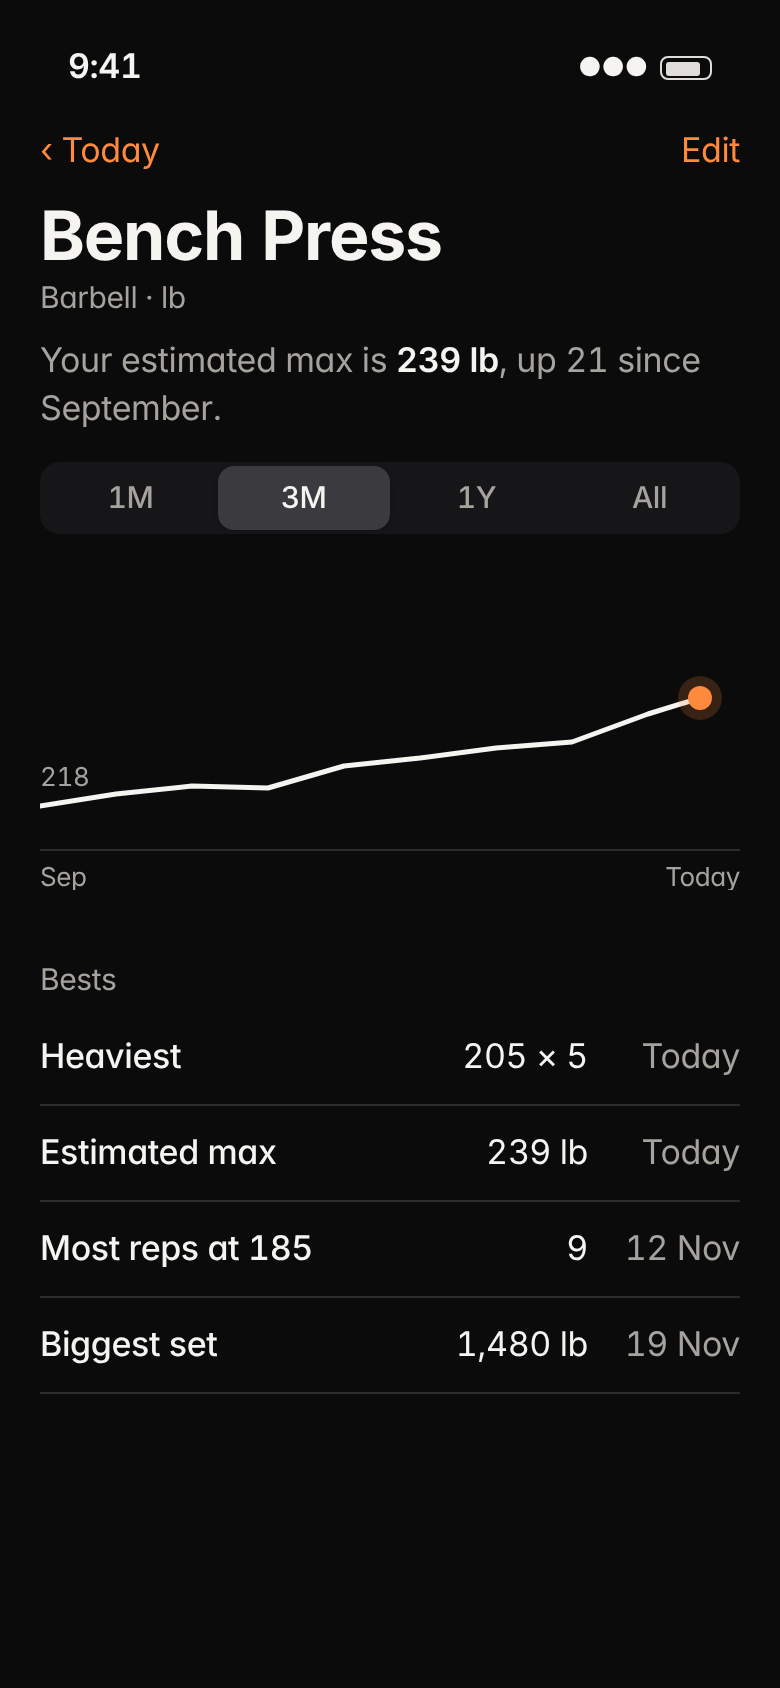 9:41
‹ Today Edit
Bench Press
Barbell · lb
Your estimated max is 239 lb, up 21 since
September.
1M 3M 1Y All
218
Sep Today
Bests
Heaviest 205 × 5 Today
Estimated max 239 lb Today
Most reps at 185 9 12 Nov
Biggest set 1,480 lb 19 Nov